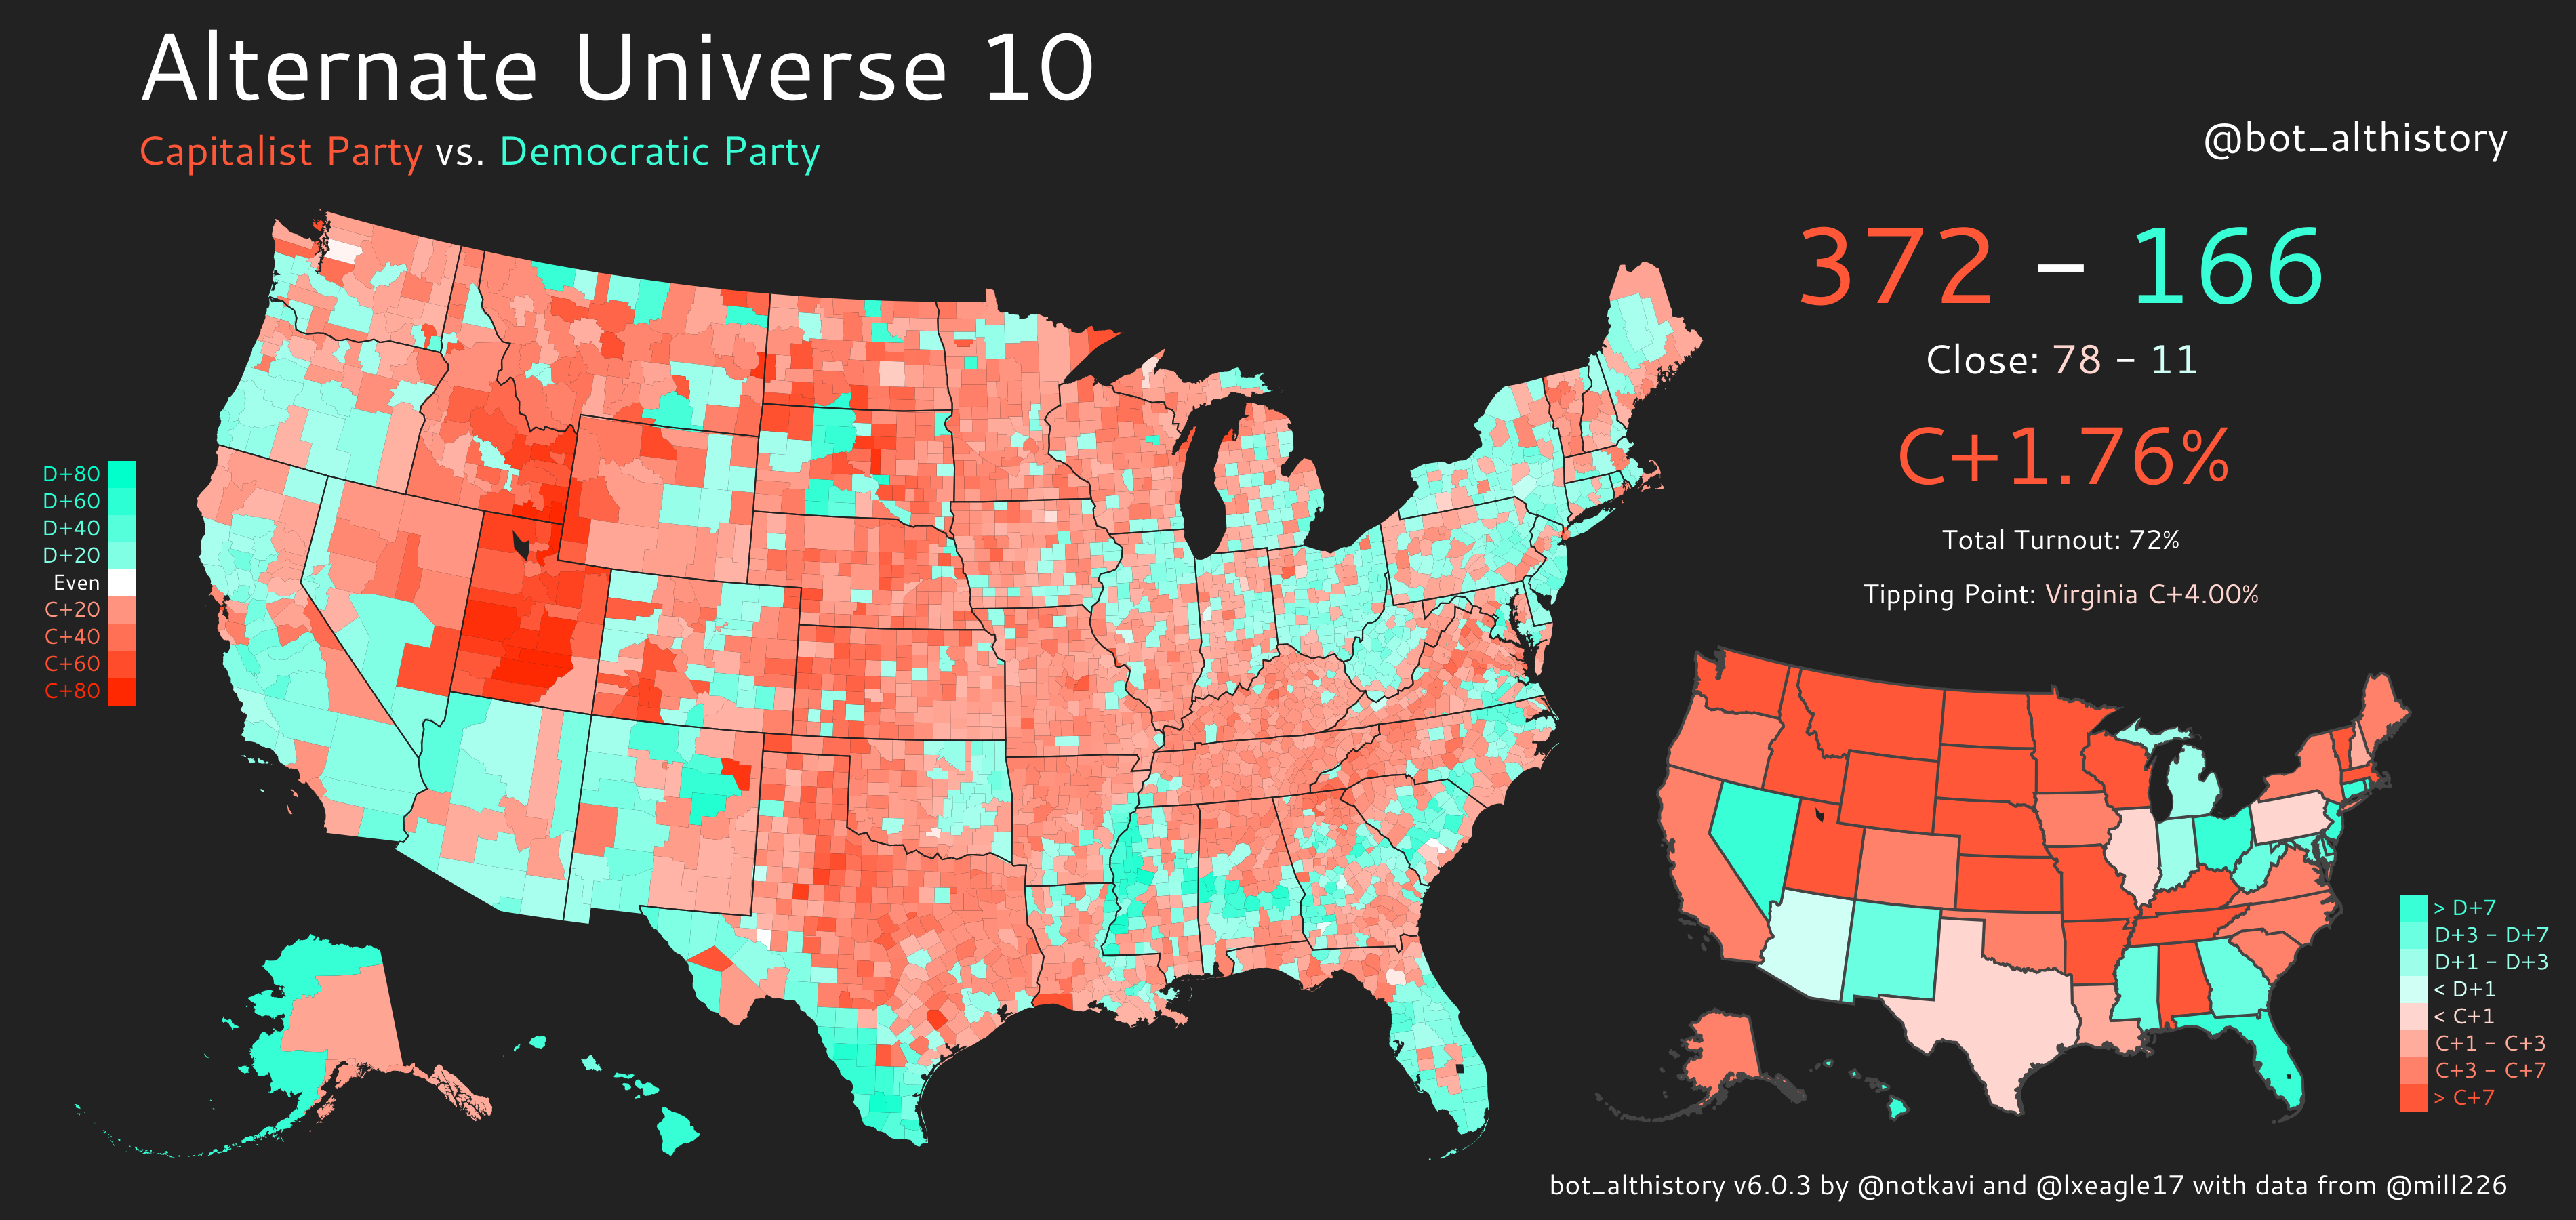 Alternate Universe 10
Capitalist Party vs. Democratic Party
@bot_althistory
372 - 166
Close: 78 - 11
C+1.76%
Total Turnout: 72%
Tipping Point: Virginia C+4.00%
D+80
D+60
D+40
D+20
Even
C+20
C+40
C+60
C+80
> D+7
D+3 - D+7
D+1 - D+3
< D+1
< C+1
C+1 - C+3
C+3 - C+7
> C+7
bot_althistory v6.0.3 by @notkavi and @lxeagle17 with data from @mill226